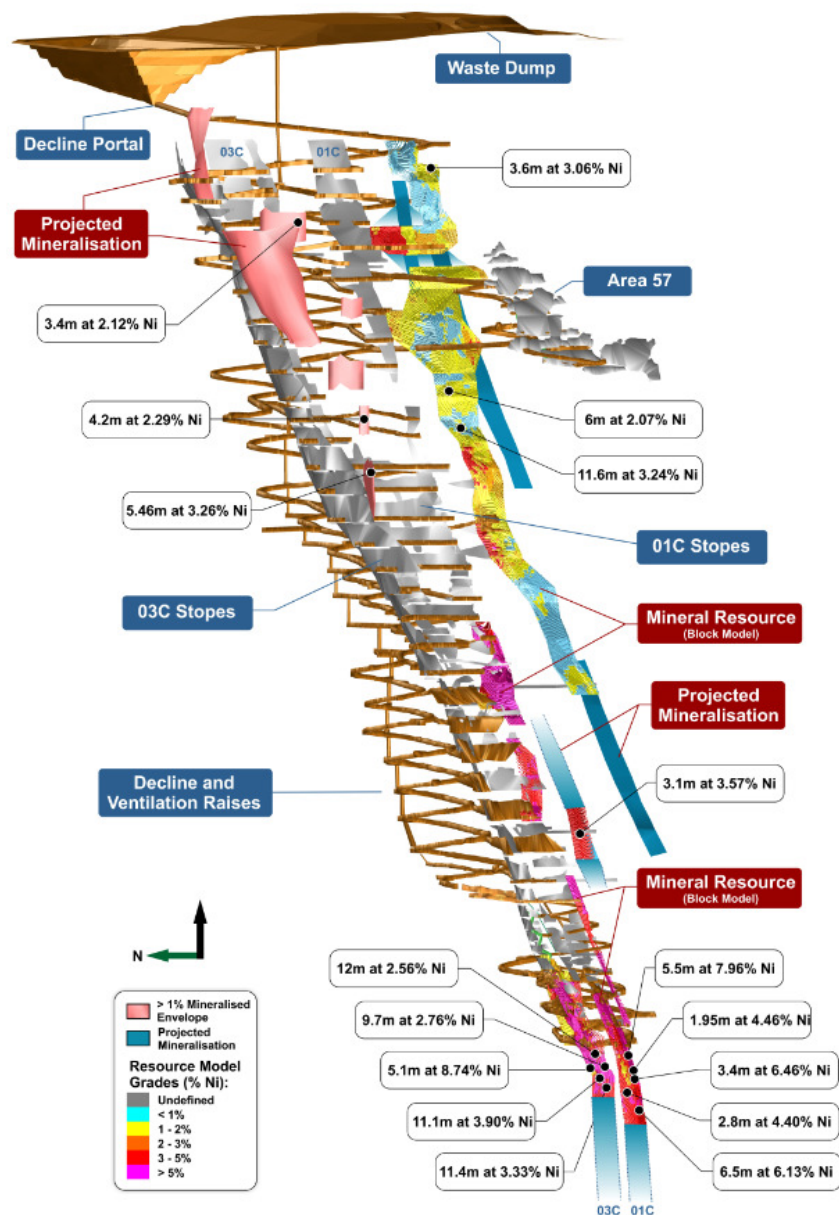 Waste Dump
Decline Portal
03C
01C
3.6m at 3.06% Ni
Projected
Mineralisation
Area 57
3.4m at 2.12% Ni
4.2m at 2.29% Ni
6m at 2.07% Ni
11.6m at 3.24% Ni
5.46m at 3.26% Ni
01C Stopes
03C Stopes
Mineral Resource
(Block Model)
Projected
Mineralisation
Decline and
Ventilation Raises
3.1m at 3.57% Ni
Mineral Resource
(Block Model)
N
12m at 2.56% Ni
5.5m at 7.96% Ni
9.7m at 2.76% Ni
1.95m at 4.46% Ni
5.1m at 8.74% Ni
3.4m at 6.46% Ni
11.1m at 3.90% Ni
2.8m at 4.40% Ni
11.4m at 3.33% Ni
6.5m at 6.13% Ni
> 1% Mineralised
Envelope
Projected
Mineralisation
Resource Model
Grades (% Ni):
Undefined
< 1%
1 - 2%
2 - 3%
3 - 5%
> 5%
03C
01C